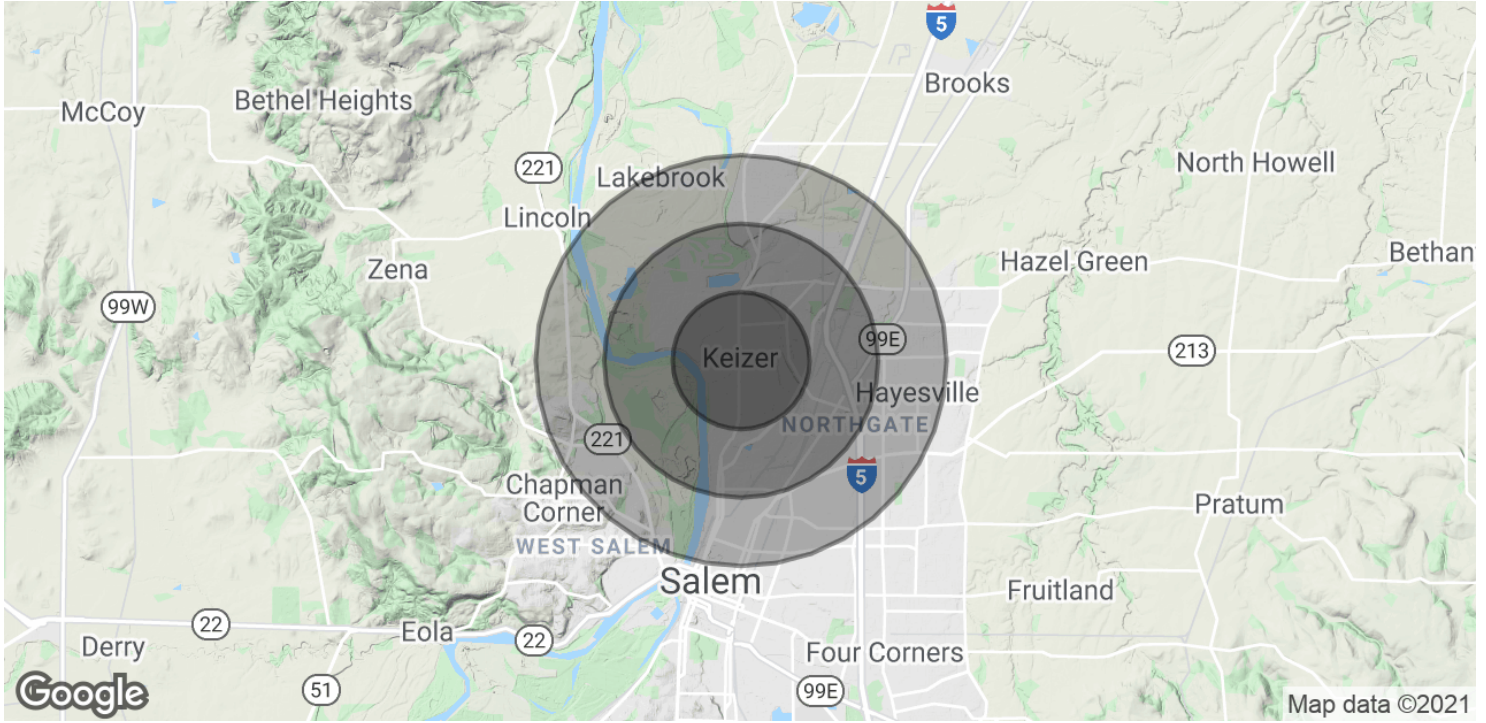 5
Brooks
McCoy
Bethel Heights
221
Lakebrook
North Howell
Lincoln
Zena
Hazel Green
Bethan
99W
99E
213
Keizer
Hayesville
NORTHGATE
221
5
Chapman
Corner
Pratum
WEST SALEM
Salem
Fruitland
22
Derry
Eola
22
Four Corners
51
99E
Google
Map data ©2021